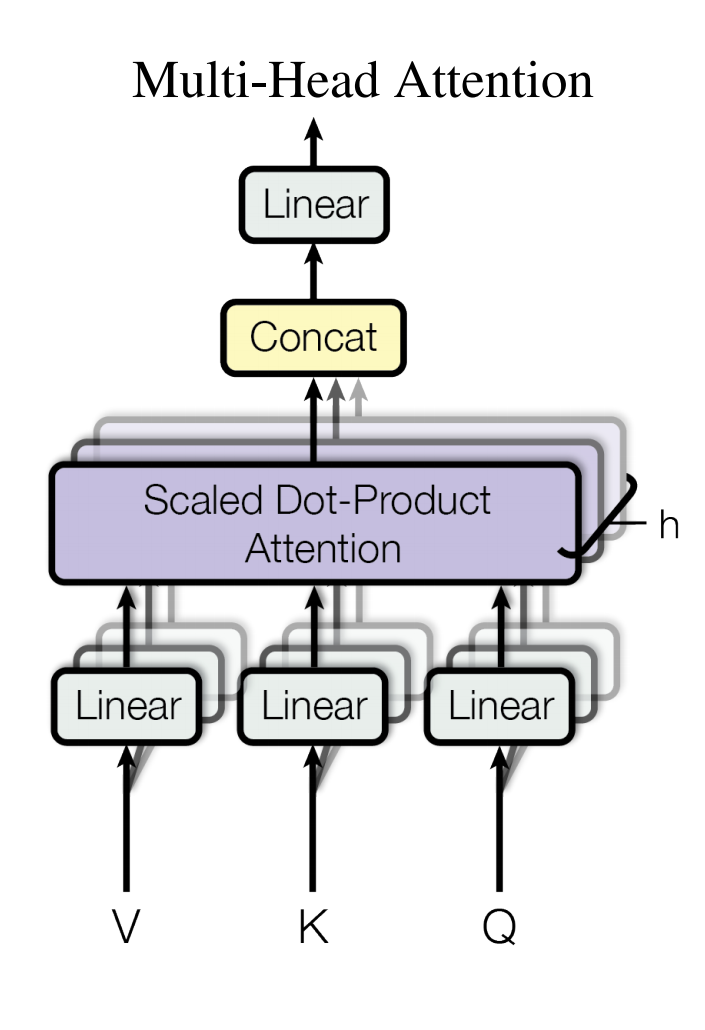 Multi-Head Attention
Linear
Concat
Scaled Dot-Product
Attention
h
Linear
Linear
Linear
V
K
Q